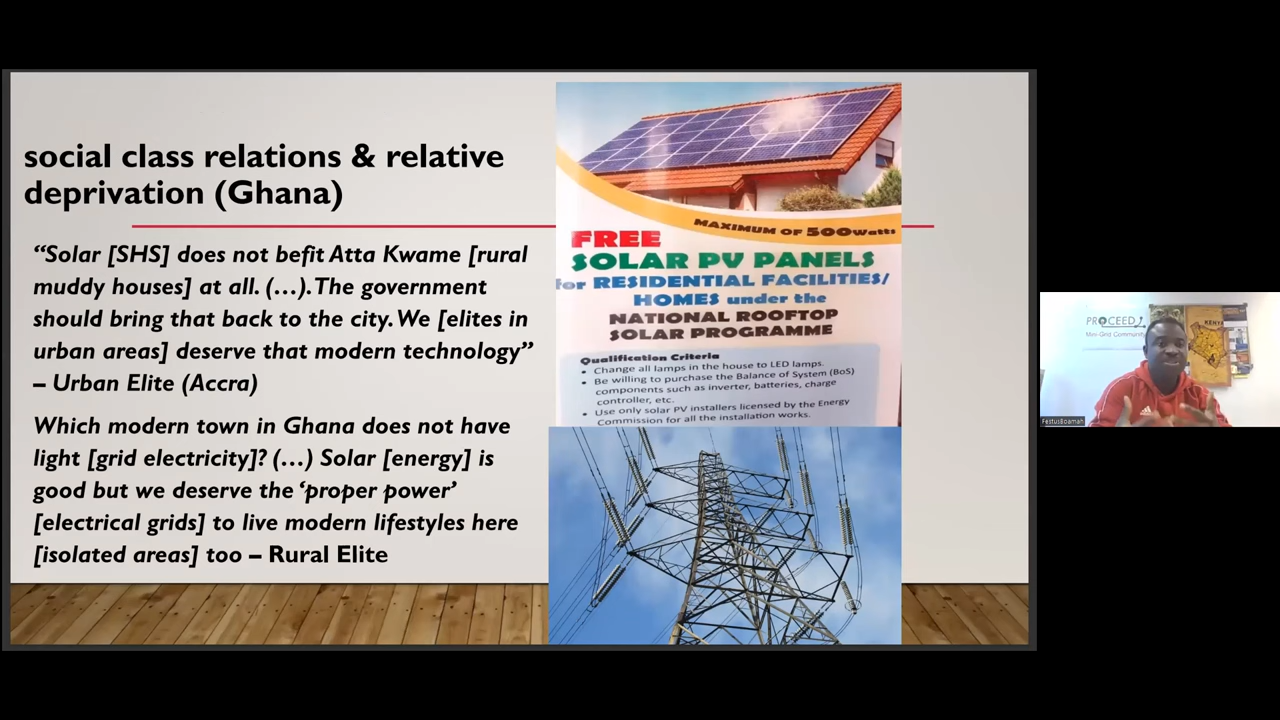 social class relations & relative
deprivation (Ghana)
“Solar [SHS] does not befit Atta Kwame [rural
muddy houses] at all. (…). The government
should bring that back to the city. We [elites in
urban areas] deserve that modern technology”
– Urban Elite (Accra)
Which modern town in Ghana does not have
light [grid electricity]? (…) Solar [energy] is
good but we deserve the ‘proper power’
[electrical grids] to live modern lifestyles here
[isolated areas] too – Rural Elite
MAXIMUM OF 500watts
FREE
SOLAR PV PANELS
for RESIDENTIAL FACILITIES/
HOMES under the
NATIONAL ROOFTOP
SOLAR PROGRAMME
Qualification Criteria
• Change all lamps in the house to LED lamps.
• Be willing to purchase the Balance of System (BoS)
components such as inverter, batteries, charge
controller, etc.
• Use only solar PV installers licensed by the Energy
Commission for all the installation works.
PROCEED
Mini-Grid Community
KENYA
FestusBoamah